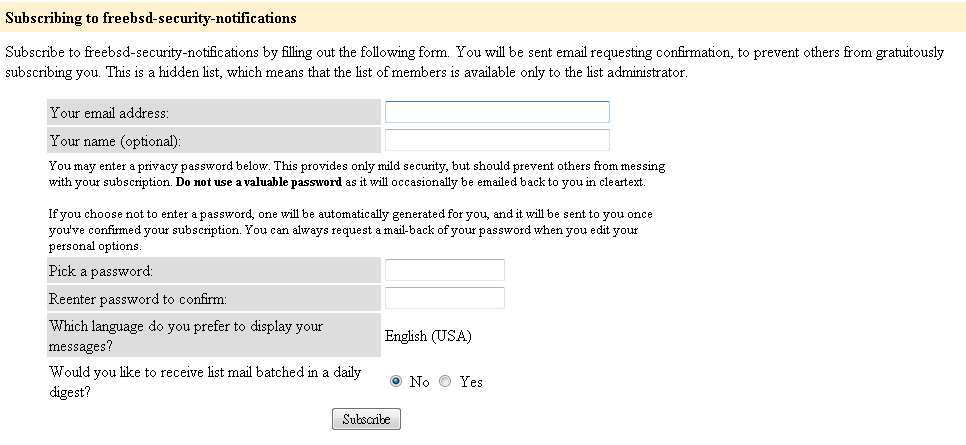 Subscribing to freebsd-security-notifications
Subscribe to freebsd-security-notifications by filling out the following form. You will be sent email requesting confirmation, to prevent others from gratuitously
subscribing you. This is a hidden list, which means that the list of members is available only to the list administrator.
Your email address:
Your name (optional):
You may enter a privacy password below. This provides only mild security, but should prevent others from messing
with your subscription. Do not use a valuable password as it will occasionally be emailed back to you in cleartext.
If you choose not to enter a password, one will be automatically generated for you, and it will be sent to you once
you've confirmed your subscription. You can always request a mail-back of your password when you edit your
personal options.
Pick a password:
Reenter password to confirm:
Which language do you prefer to display your
messages?
English (USA)
Would you like to receive list mail batched in a daily
digest?
No Yes
Subscribe